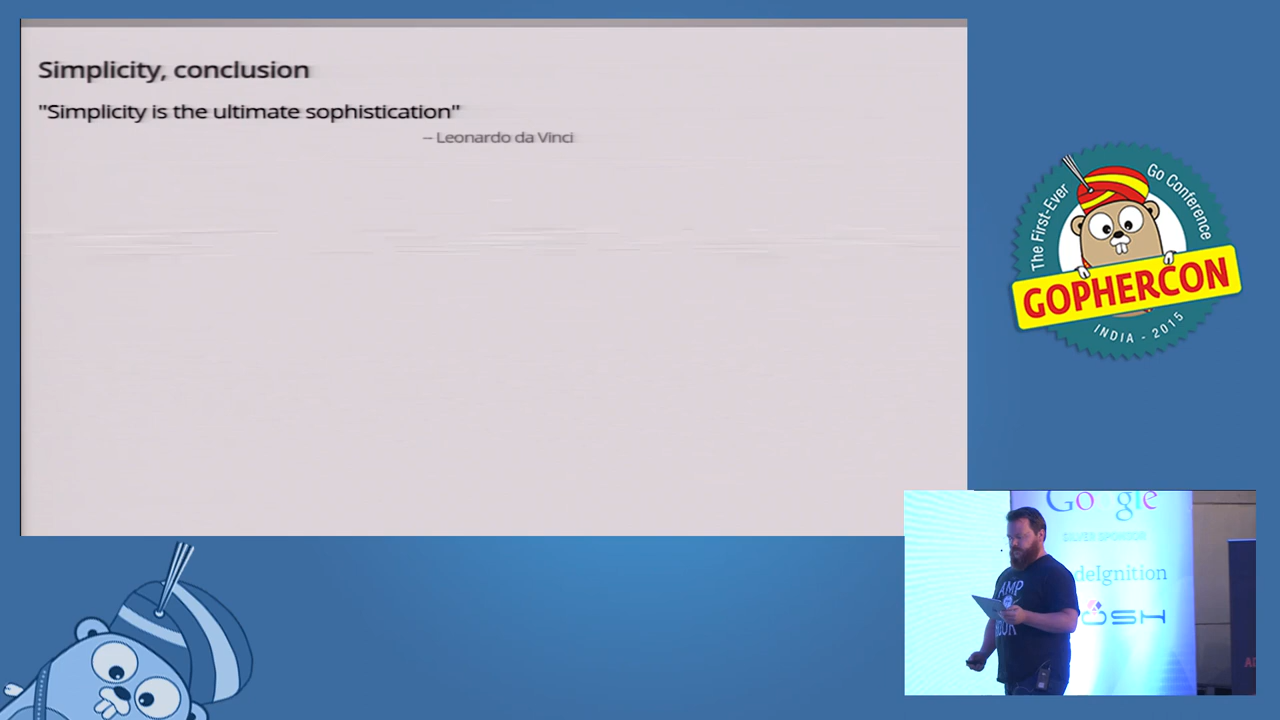 Simplicity, conclusion
"Simplicity is the ultimate sophistication"
– Leonardo da Vinci
The First-Ever
Go Conference
GOPHERCON
INDIA - 2015
Google
SILVER SPONSOR
deIgnition